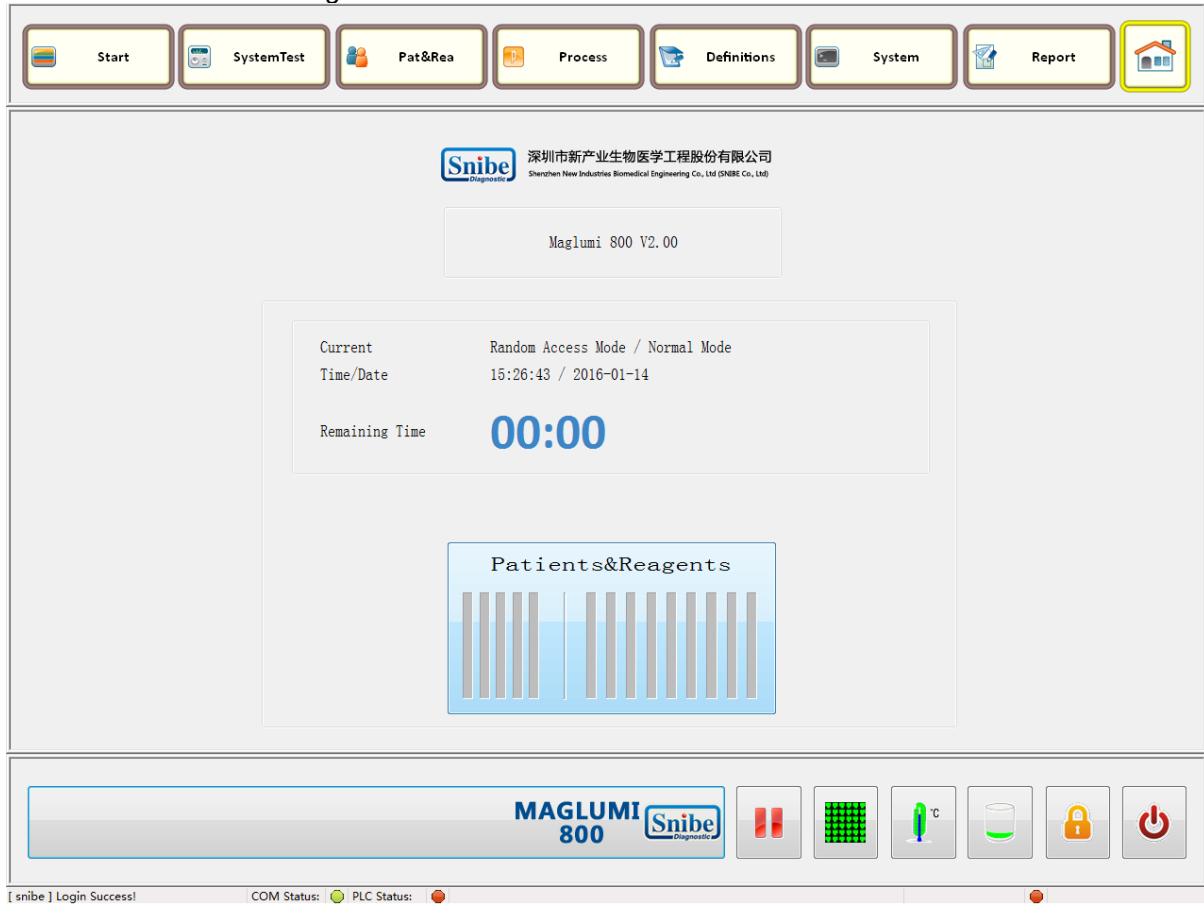 Start SystemTest Pat&Rea Process Definitions System Report
Snibe
Diagnostic
深圳市新产业生物医学工程股份有限公司
Shenzhen New Industries Biomedical Engineering Co., Ltd (SNIBE Co., Ltd)
Maglumi 800 V2.00
Current Random Access Mode / Normal Mode
Time/Date 15:26:43 / 2016-01-14
Remaining Time 00:00
Patients&Reagents
MAGLUMI
800
Snibe
Diagnostic
°C
[ snibe ] Login Success! COM Status: PLC Status: